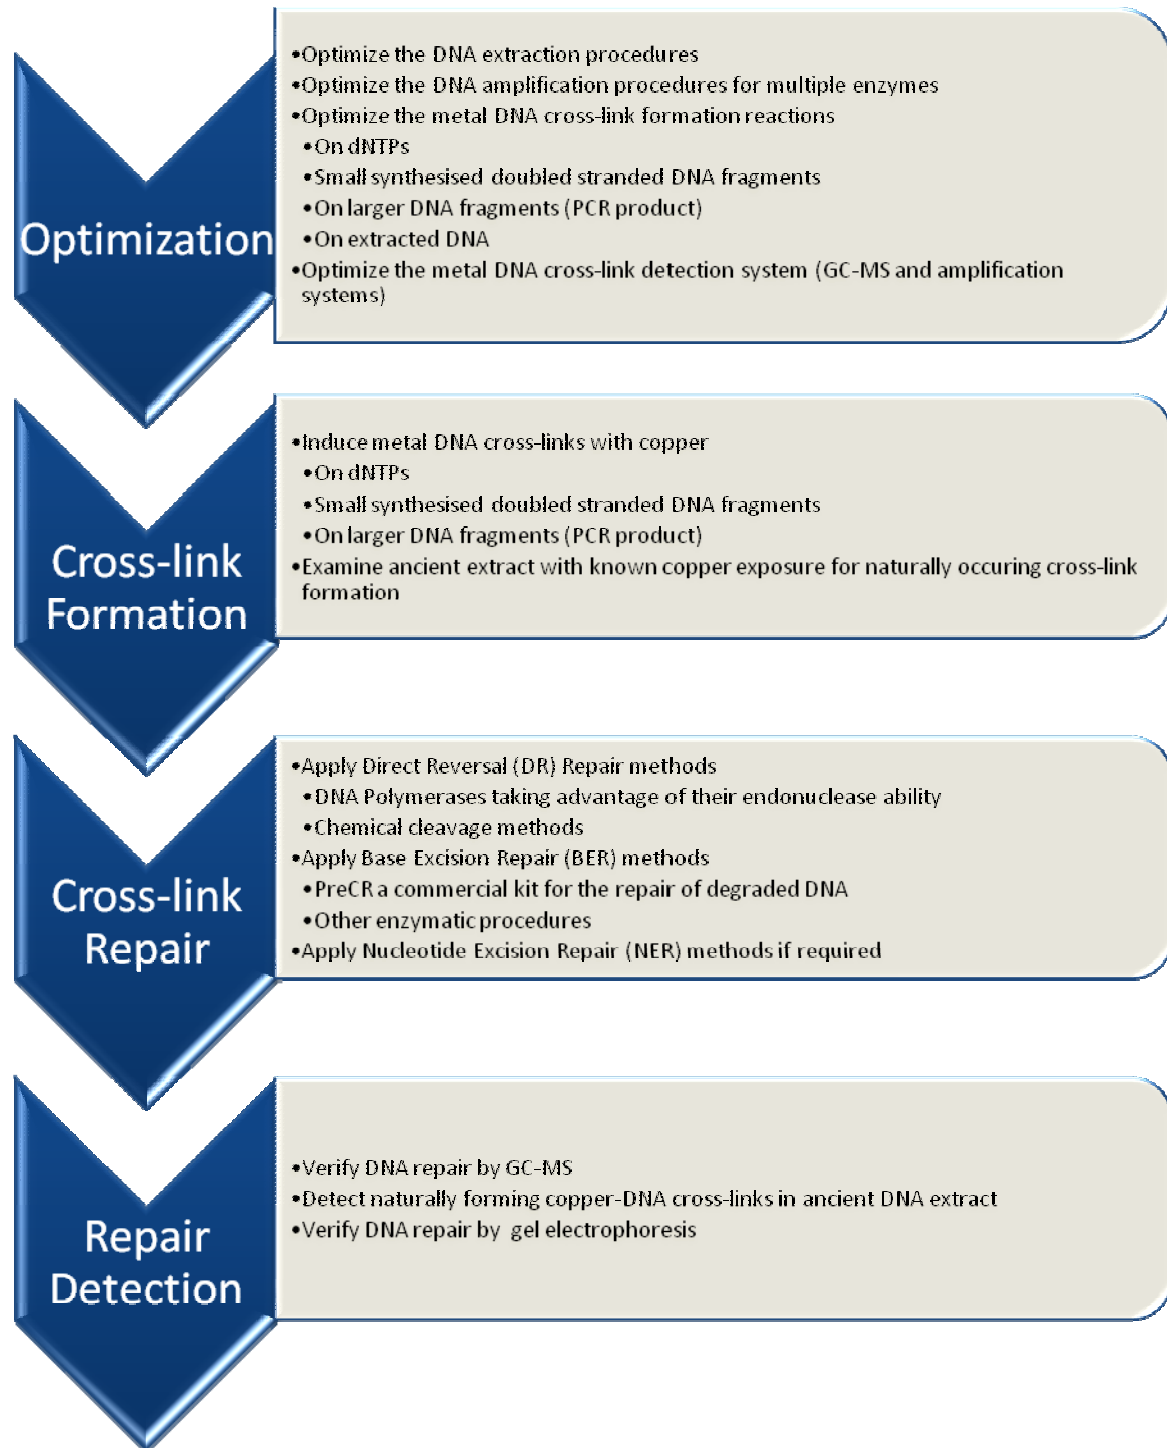 Optimization
•Optimize the DNA extraction procedures
•Optimize the DNA amplification procedures for multiple enzymes
•Optimize the metal DNA cross-link formation reactions
•On dNTPs
•Small synthesised doubled stranded DNA fragments
•On larger DNA fragments (PCR product)
•On extracted DNA
•Optimize the metal DNA cross-link detection system (GC-MS and amplification
systems)
Cross-link
Formation
•Induce metal DNA cross-links with copper
•On dNTPs
•Small synthesised doubled stranded DNA fragments
•On larger DNA fragments (PCR product)
•Examine ancient extract with known copper exposure for naturally occuring cross-link
formation
Cross-link
Repair
•Apply Direct Reversal (DR) Repair methods
•DNA Polymerases taking advantage of their endonuclease ability
•Chemical cleavage methods
•Apply Base Excision Repair (BER) methods
•PreCR a commercial kit for the repair of degraded DNA
•Other enzymatic procedures
•Apply Nucleotide Excision Repair (NER) methods if required
Repair
Detection
•Verify DNA repair by GC-MS
•Detect naturally forming copper-DNA cross-links in ancient DNA extract
•Verify DNA repair by gel electrophoresis